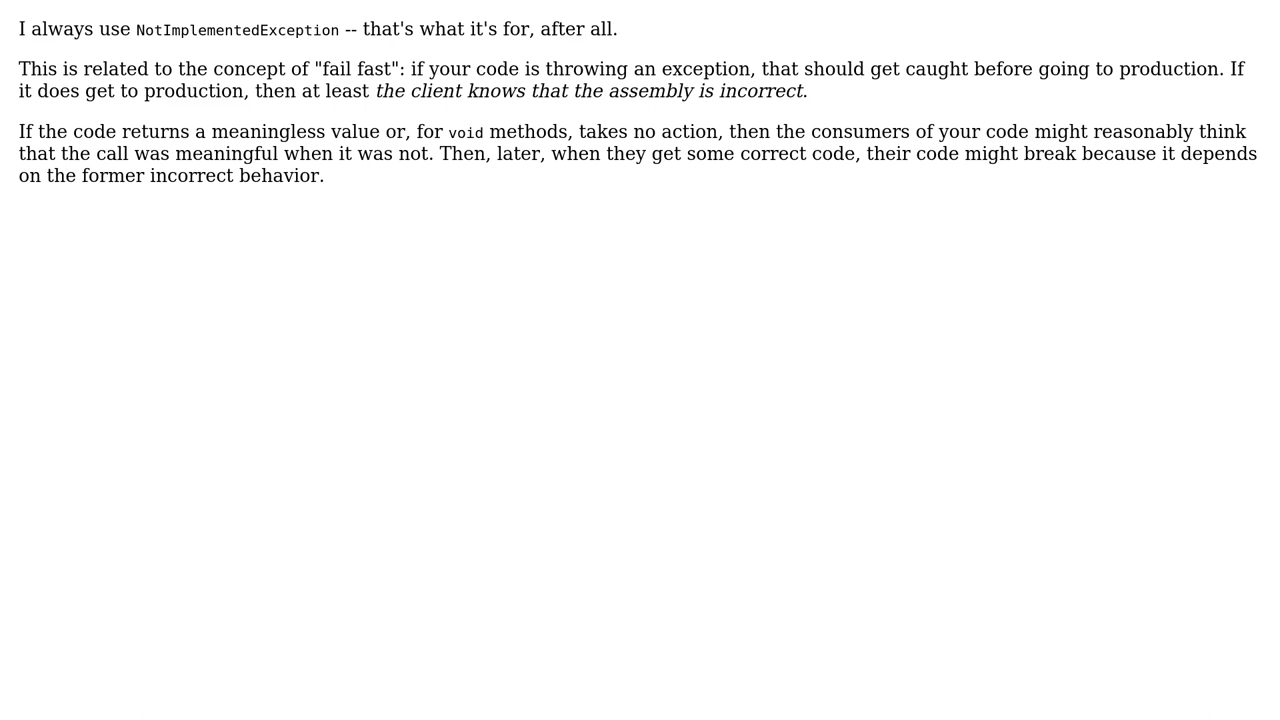 I always use NotImplementedException -- that's what it's for, after all.
This is related to the concept of "fail fast": if your code is throwing an exception, that should get caught before going to production. If
it does get to production, then at least the client knows that the assembly is incorrect.
If the code returns a meaningless value or, for void methods, takes no action, then the consumers of your code might reasonably think
that the call was meaningful when it was not. Then, later, when they get some correct code, their code might break because it depends
on the former incorrect behavior.